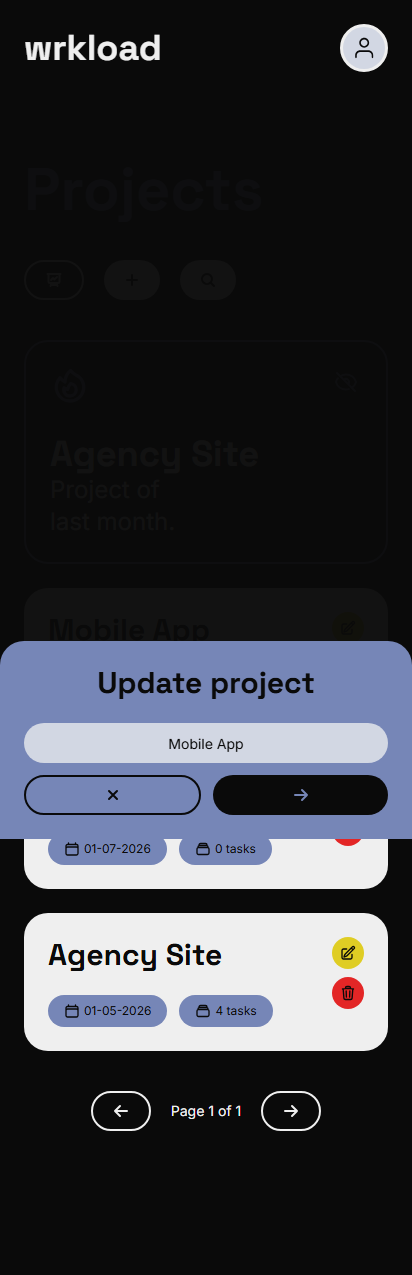 wrkload
Projects
Agency Site
Project of
last month.
Mobile App
Update project
Mobile App
01-07-2026
0 tasks
Agency Site
01-05-2026
4 tasks
Page 1 of 1